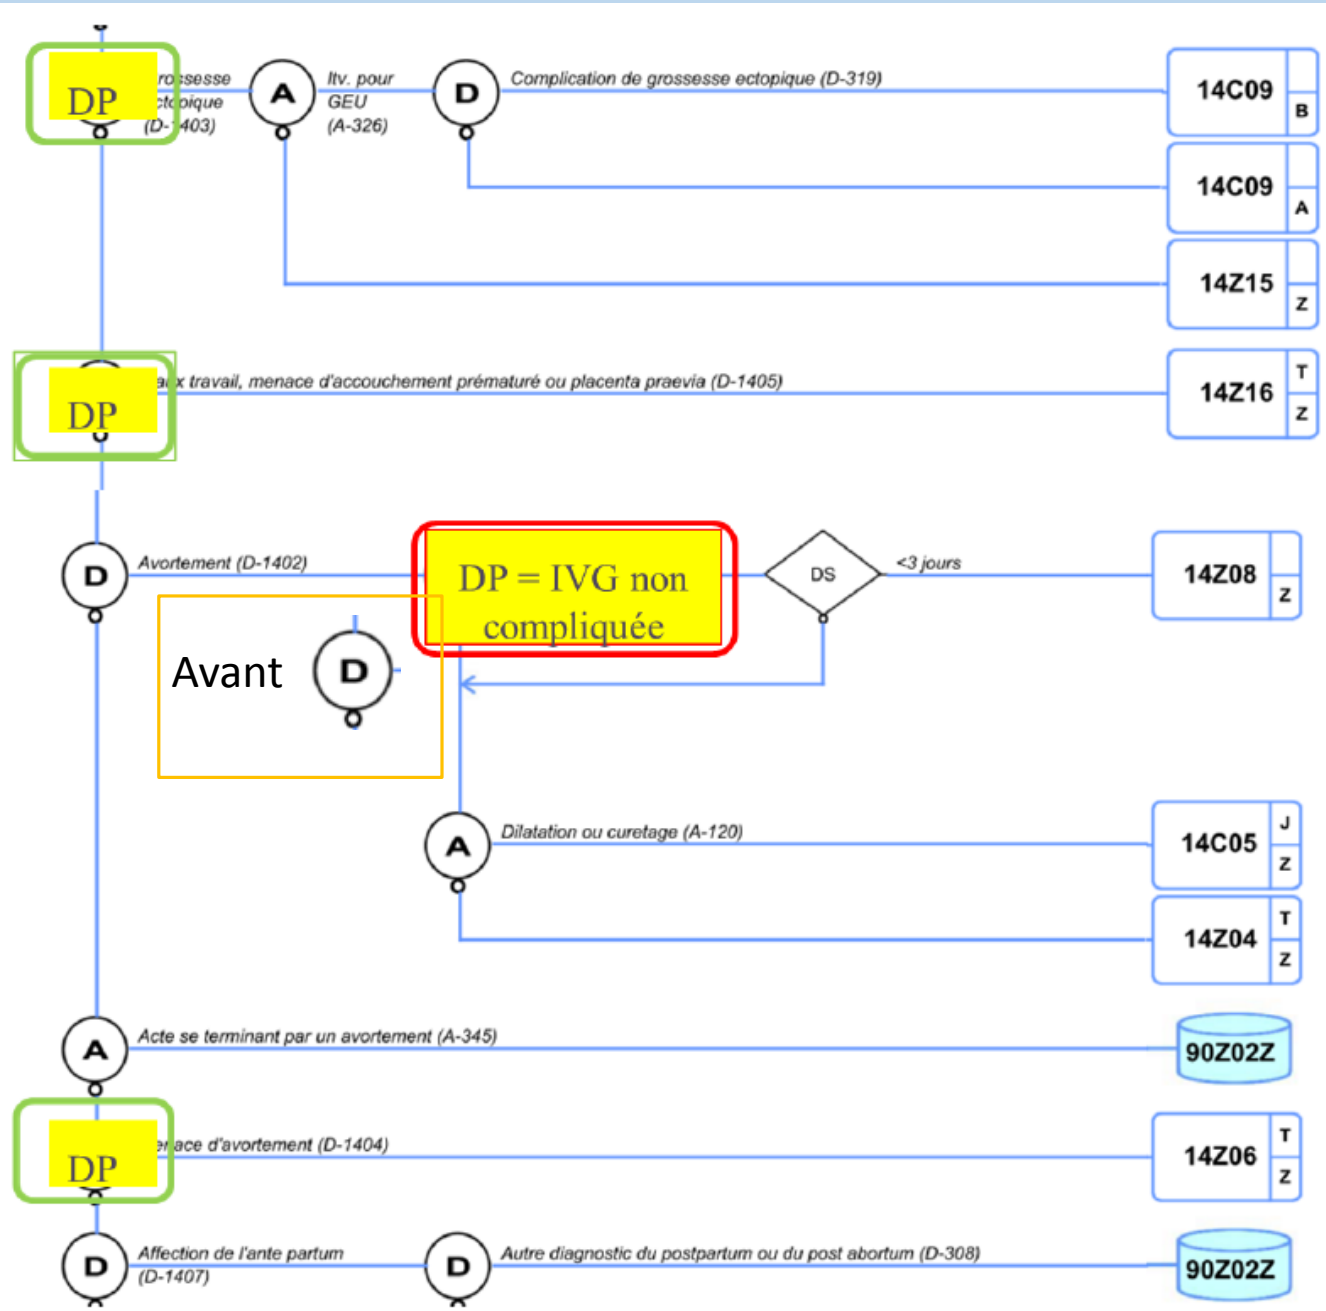 DP
rossesse
ctopique
(D-1403)
A
Itv. pour
GEU
(A-326)
D
Complication de grossesse ectopique (D-319)
14C09
B
14C09
A
14Z15
Z
DP
aux travail, menace d'accouchement prématuré ou placenta praevia (D-1405)
14Z16
T
Z
D
Avortement (D-1402)
DP = IVG non
compliquée
DS
<3 jours
14Z08
Z
Avant
D
A
Dilatation ou curetage (A-120)
14C05
J
Z
14Z04
T
Z
A
Acte se terminant par un avortement (A-345)
90Z02Z
DP
enace d'avortement (D-1404)
14Z06
T
Z
D
Affection de l'ante partum
(D-1407)
D
Autre diagnostic du postpartum ou du post abortum (D-308)
90Z02Z